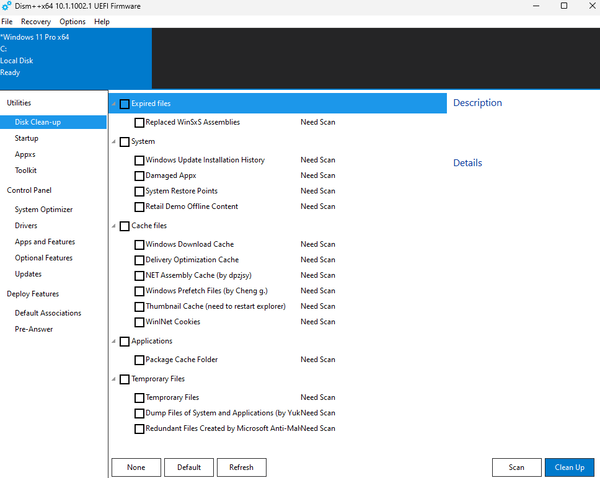 Dism++x64 10.1.1002.1 UEFI Firmware
File Recovery Options Help
*Windows 11 Pro x64
C:
Local Disk
Ready
Utilities
Disk Clean-up
Startup
Appxs
Toolkit
Control Panel
System Optimizer
Drivers
Apps and Features
Optional Features
Updates
Deploy Features
Default Associations
Pre-Answer
Expired files
Replaced WinSxS Assemblies Need Scan
System
Windows Update Installation History Need Scan
Damaged Appx Need Scan
System Restore Points Need Scan
Retail Demo Offline Content Need Scan
Cache files
Windows Download Cache Need Scan
Delivery Optimization Cache Need Scan
NET Assembly Cache (by dpzjsy) Need Scan
Windows Prefetch Files (by Cheng g.) Need Scan
Thumbnail Cache (need to restart explorer) Need Scan
WinINet Cookies Need Scan
Applications
Package Cache Folder Need Scan
Temprorary Files
Temprorary Files Need Scan
Dump Files of System and Applications (by Yuk Need Scan
Redundant Files Created by Microsoft Anti-Mal Need Scan
Description
Details
None Default Refresh Scan Clean Up